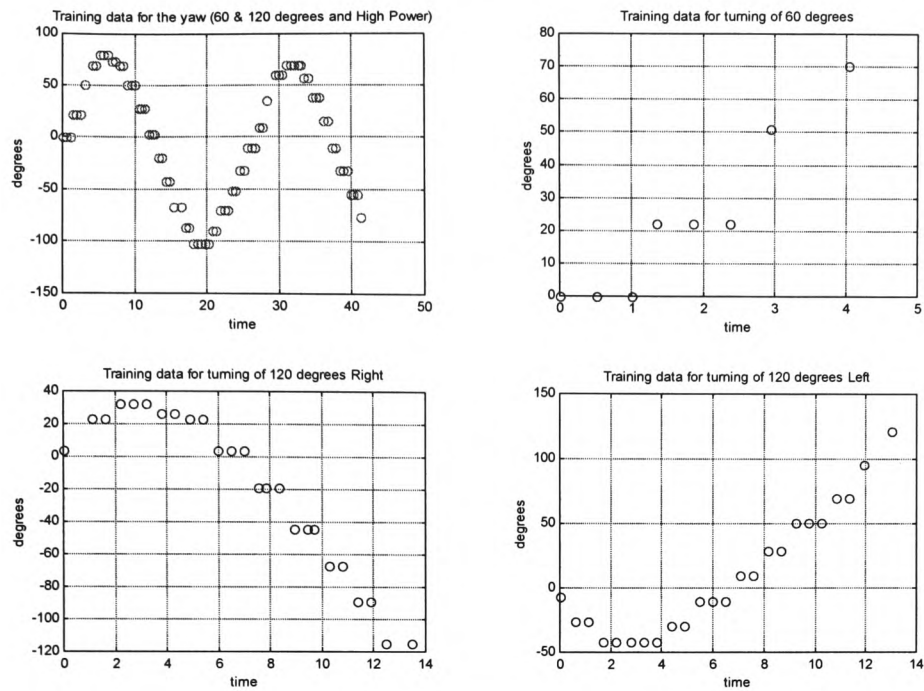 Training data for the yaw (60 & 120 degrees and High Power)
100
50
0
-50
-100
-150
degrees
0 10 20 30 40 50
time
Training data for turning of 60 degrees
80
70
60
50
40
30
20
10
0
degrees
0 1 2 3 4 5
time
Training data for turning of 120 degrees Right
40
20
0
-20
-40
-60
-80
-100
-120
degrees
0 2 4 6 8 10 12 14
time
Training data for turning of 120 degrees Left
150
100
50
0
-50
degrees
0 2 4 6 8 10 12 14
time